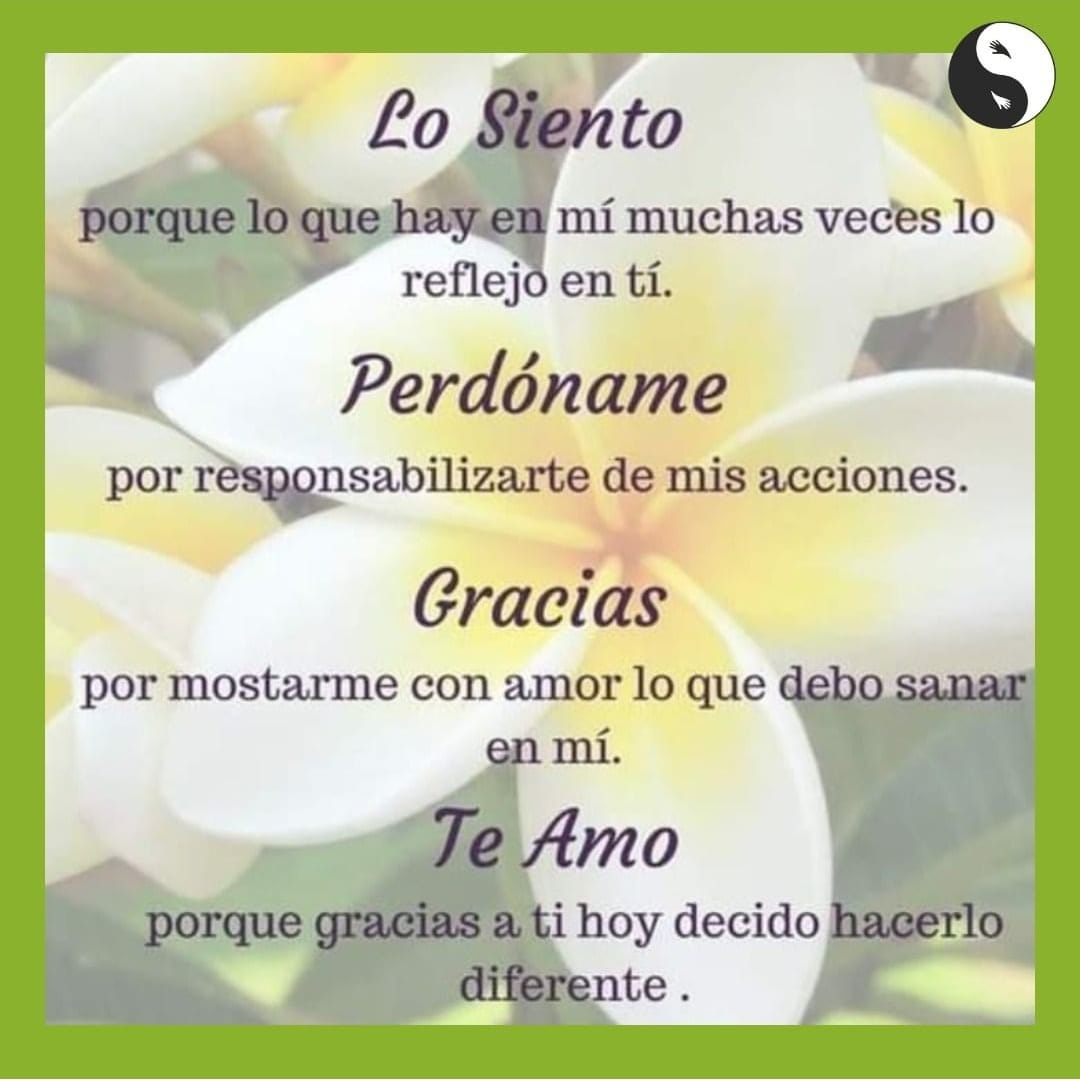 Lo Siento
porque lo que hay en mí muchas veces lo
reflejo en tí.
Perdóname
por responsabilizarte de mis acciones.
Gracias
por mostarme con amor lo que debo sanar
en mí.
Te Amo
porque gracias a ti hoy decido hacerlo
diferente .